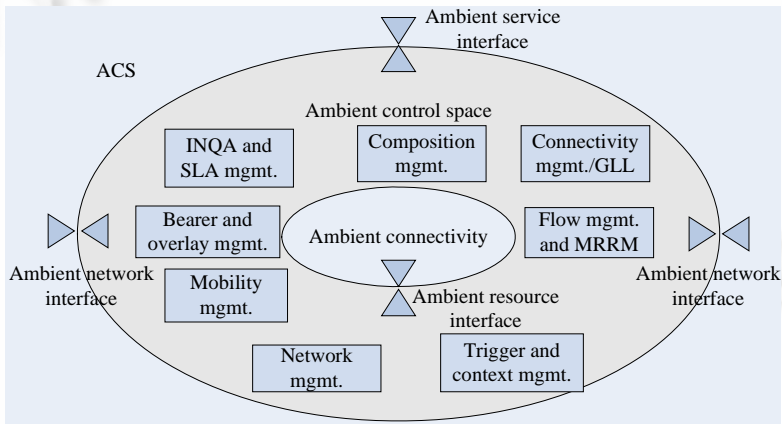 Ambient service
interface
ACS
Ambient control space
INQA and
SLA mgmt.
Composition
mgmt.
Connectivity
mgmt./GLL
Bearer and
overlay mgmt.
Ambient connectivity
Flow mgmt.
and MRRM
Ambient network
interface
Mobility
mgmt.
Ambient resource
interface
Ambient network
interface
Network
mgmt.
Trigger and
context mgmt.